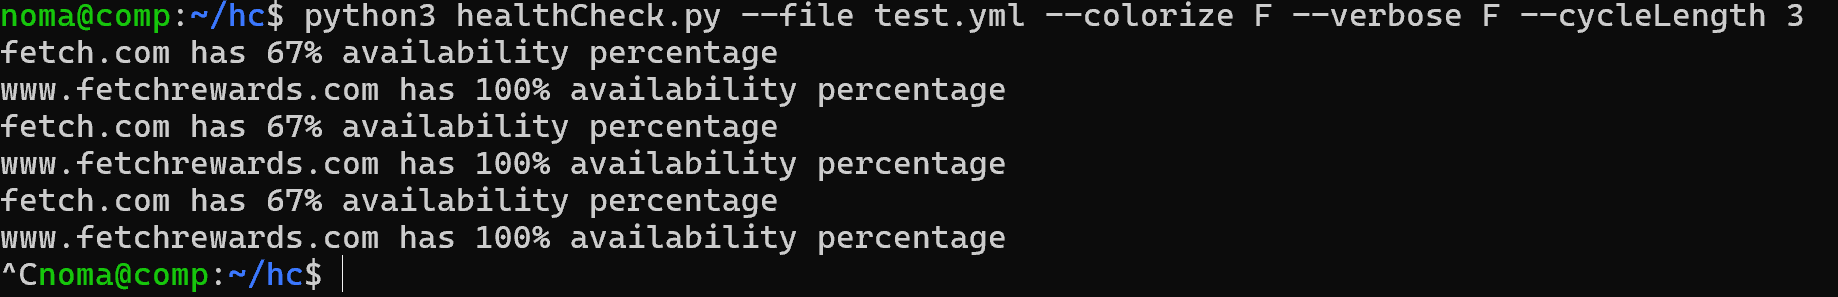 noma@comp:~/hc$ python3 healthCheck.py --file test.yml --colorize F --verbose F --cycleLength 3
fetch.com has 67% availability percentage
www.fetchrewards.com has 100% availability percentage
fetch.com has 67% availability percentage
www.fetchrewards.com has 100% availability percentage
fetch.com has 67% availability percentage
www.fetchrewards.com has 100% availability percentage
^Cnoma@comp:~/hc$